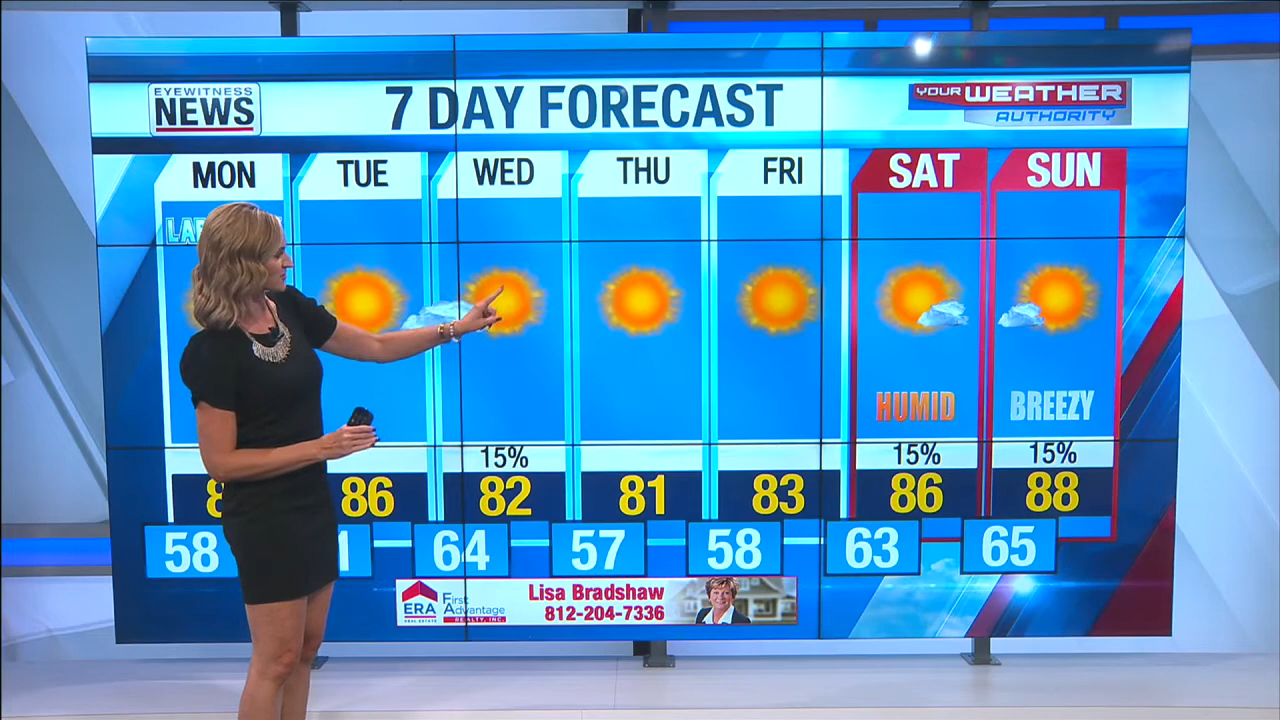 EYEWITNESS
NEWS
7 DAY FORECAST
YOUR WEATHER
AUTHORITY
MON TUE WED THU FRI SAT SUN
HUMID BREEZY
15% 15% 15%
86 82 81 83 86 88
58 64 57 58 63 65
ERA
REAL ESTATE
First
Advantage
REALTY, INC.
Lisa Bradshaw
812-204-7336